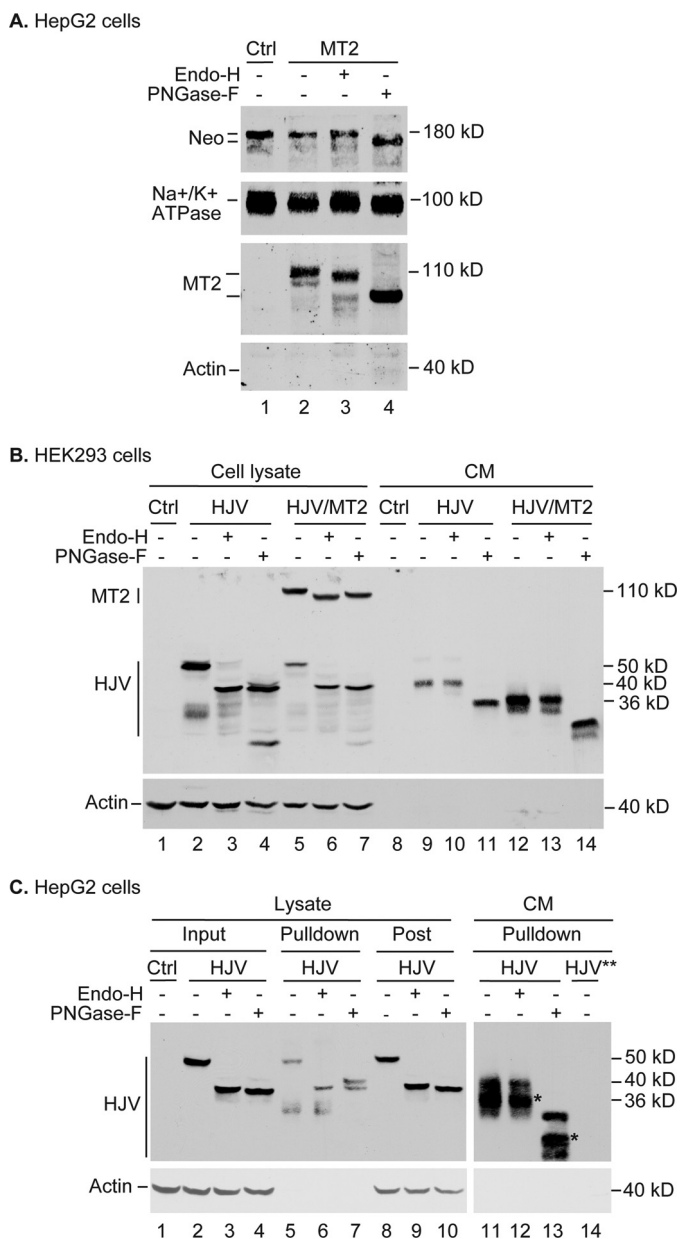 A. HepG2 cells
Ctrl MT2
Endo-H - - + -
PNGase-F - - - +
Neo 180 kD
Na+/K+ ATPase 100 kD
MT2 110 kD
Actin 40 kD
1 2 3 4
B. HEK293 cells
Cell lysate CM
Ctrl HJV HJV/MT2 Ctrl HJV HJV/MT2
Endo-H - - + - - + - - - + - - + -
PNGase-F - - - + - - + - - - + - - +
MT2 110 kD
HJV 50 kD
40 kD
36 kD
Actin 40 kD
1 2 3 4 5 6 7 8 9 10 11 12 13 14
C. HepG2 cells
Lysate CM
Input Pulldown Post Pulldown
Ctrl HJV HJV HJV HJV HJV**
Endo-H - - + - - + - - + - - + - -
PNGase-F - - - + - - + - - + - - + -
HJV 50 kD
40 kD
* 36 kD
*
Actin 40 kD
1 2 3 4 5 6 7 8 9 10 11 12 13 14